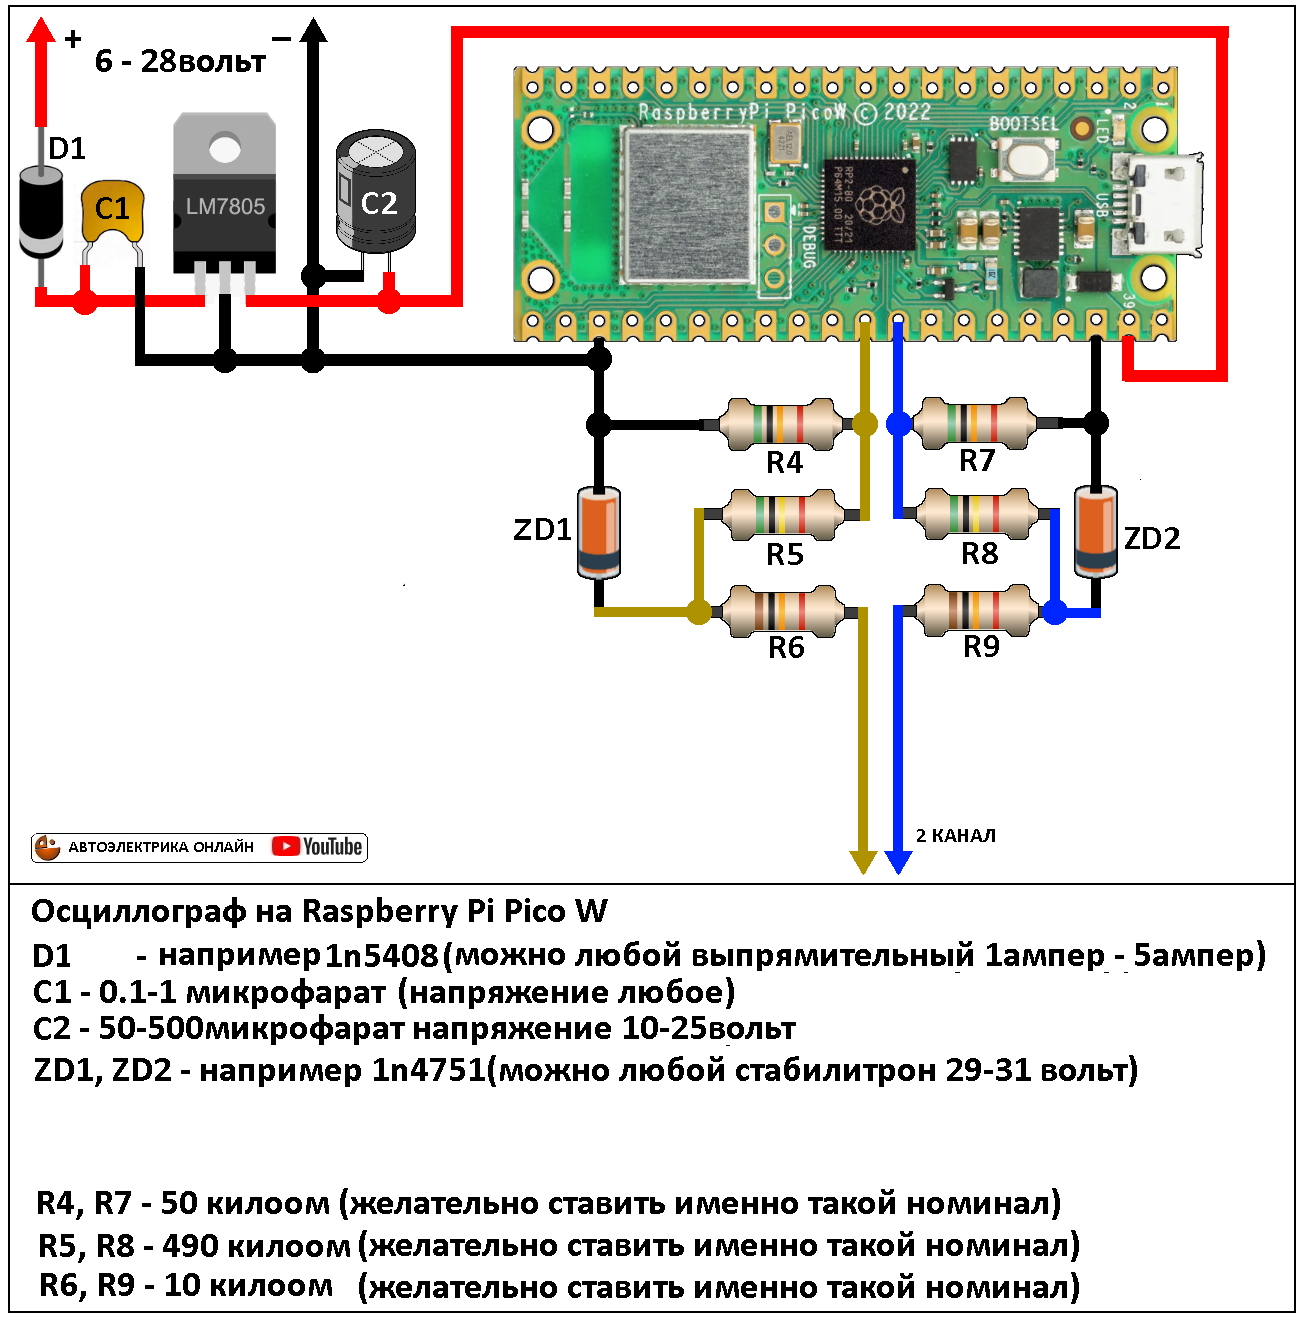 + 6 - 28вольт –
D1
C1
LM7805
C2
RaspberryPi PicoW © 2022
BOOTSEL
LED
2
1
USB
DEBUG
39
R4
R7
ZD1
R5
R8
ZD2
R6
R9
2 КАНАЛ
АВТОЭЛЕКТРИКА ОНЛАЙН YouTube
Осциллограф на Raspberry Pi Pico W
D1 - например 1n5408 (можно любой выпрямительный 1ампер - 5ампер)
C1 - 0.1-1 микрофарат (напряжение любое)
C2 - 50-500микрофарат напряжение 10-25вольт
ZD1, ZD2 - например 1n4751(можно любой стабилитрон 29-31 вольт)
R4, R7 - 50 килоом (желательно ставить именно такой номинал)
R5, R8 - 490 килоом (желательно ставить именно такой номинал)
R6, R9 - 10 килоом (желательно ставить именно такой номинал)